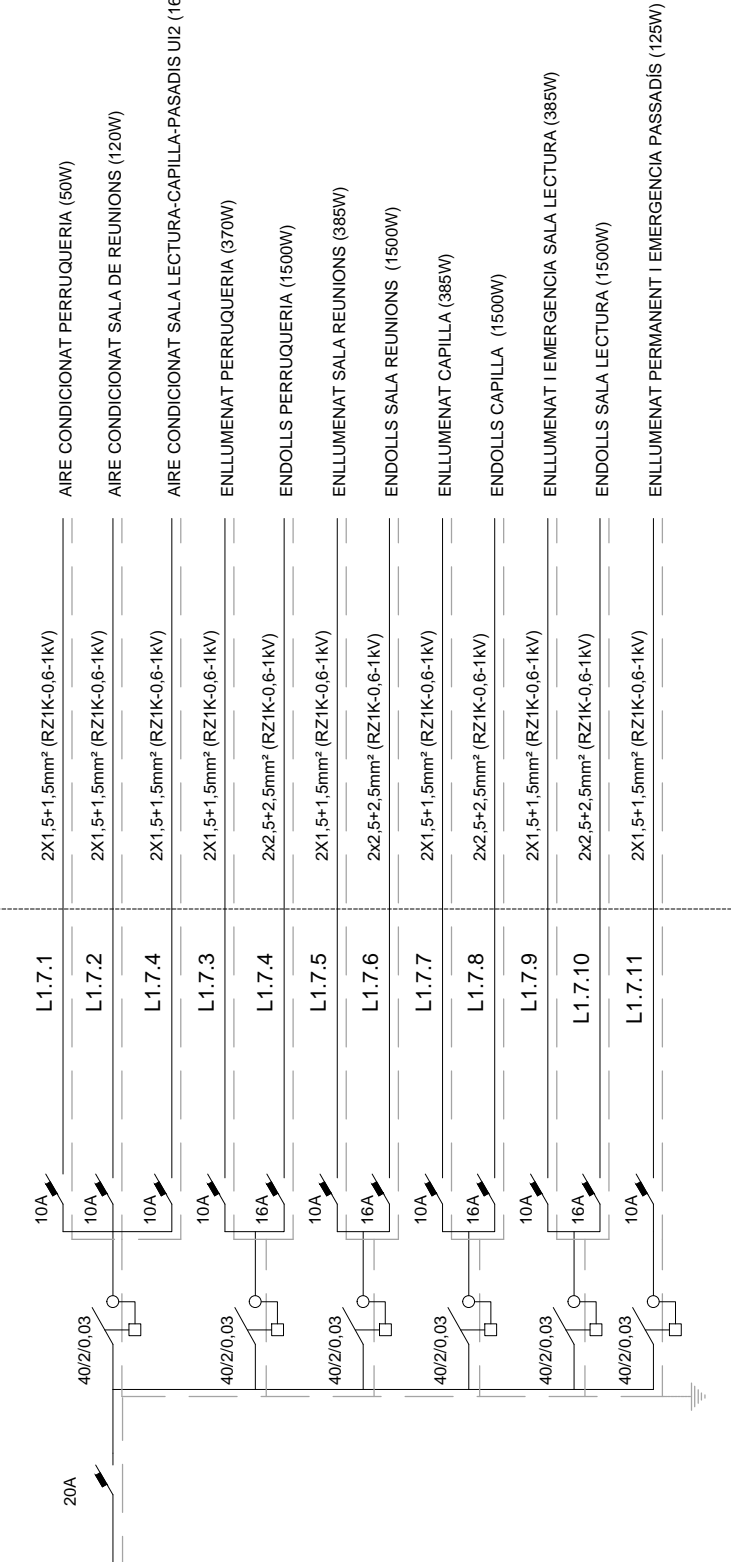 20A
40/2/0,03
40/2/0,03
40/2/0,03
40/2/0,03
40/2/0,03
40/2/0,03
10A
10A
10A
10A
16A
10A
16A
10A
16A
10A
16A
10A
L1.7.1
L1.7.2
L1.7.4
L1.7.3
L1.7.4
L1.7.5
L1.7.6
L1.7.7
L1.7.8
L1.7.9
L1.7.10
L1.7.11
2X1,5+1,5mm² (RZ1K-0,6-1kV)
2X1,5+1,5mm² (RZ1K-0,6-1kV)
2X1,5+1,5mm² (RZ1K-0,6-1kV)
2X1,5+1,5mm² (RZ1K-0,6-1kV)
2x2,5+2,5mm² (RZ1K-0,6-1kV)
2X1,5+1,5mm² (RZ1K-0,6-1kV)
2x2,5+2,5mm² (RZ1K-0,6-1kV)
2X1,5+1,5mm² (RZ1K-0,6-1kV)
2x2,5+2,5mm² (RZ1K-0,6-1kV)
2X1,5+1,5mm² (RZ1K-0,6-1kV)
2x2,5+2,5mm² (RZ1K-0,6-1kV)
2X1,5+1,5mm² (RZ1K-0,6-1kV)
AIRE CONDICIONAT PERRUQUERIA (50W)
AIRE CONDICIONAT SALA DE REUNIONS (120W)
AIRE CONDICIONAT SALA LECTURA-CAPILLA-PASADIS UI2
ENLLUMENAT PERRUQUERIA (370W)
ENDOLLS PERRUQUERIA (1500W)
ENLLUMENAT SALA REUNIONS (385W)
ENDOLLS SALA REUNIONS (1500W)
ENLLUMENAT CAPILLA (385W)
ENDOLLS CAPILLA (1500W)
ENLLUMENAT I EMERGENCIA SALA LECTURA (385W)
ENDOLLS SALA LECTURA (1500W)
ENLLUMENAT PERMANENT I EMERGENCIA PASSADÍS (125W)